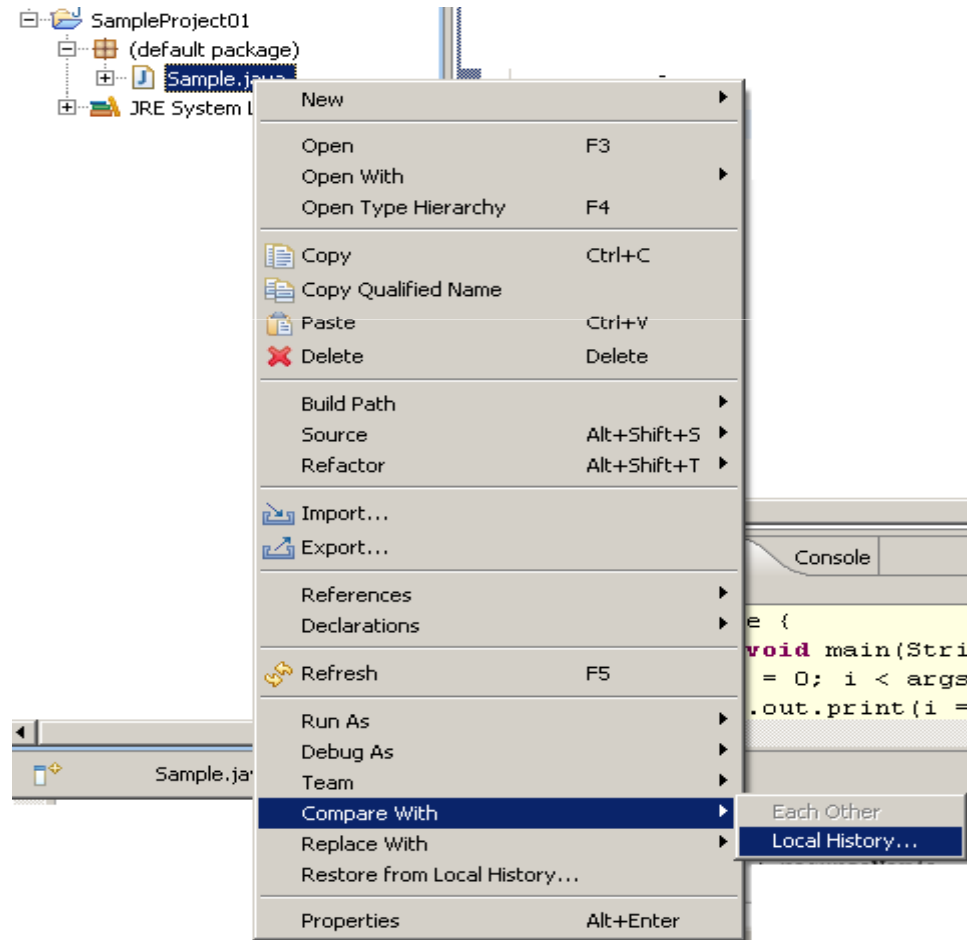 SampleProject01
(default package)
Sample.java
JRE System L
New
Open F3
Open With
Open Type Hierarchy F4
Copy Ctrl+C
Copy Qualified Name
Paste Ctrl+V
Delete Delete
Build Path
Source Alt+Shift+S
Refactor Alt+Shift+T
Import...
Export...
References
Declarations
Refresh F5
Run As
Debug As
Team
Compare With
Replace With
Restore from Local History...
Properties Alt+Enter
Each Other
Local History...
Console
e {
void main(Stri
= 0; i < args
.out.print(i =
Sample.ja